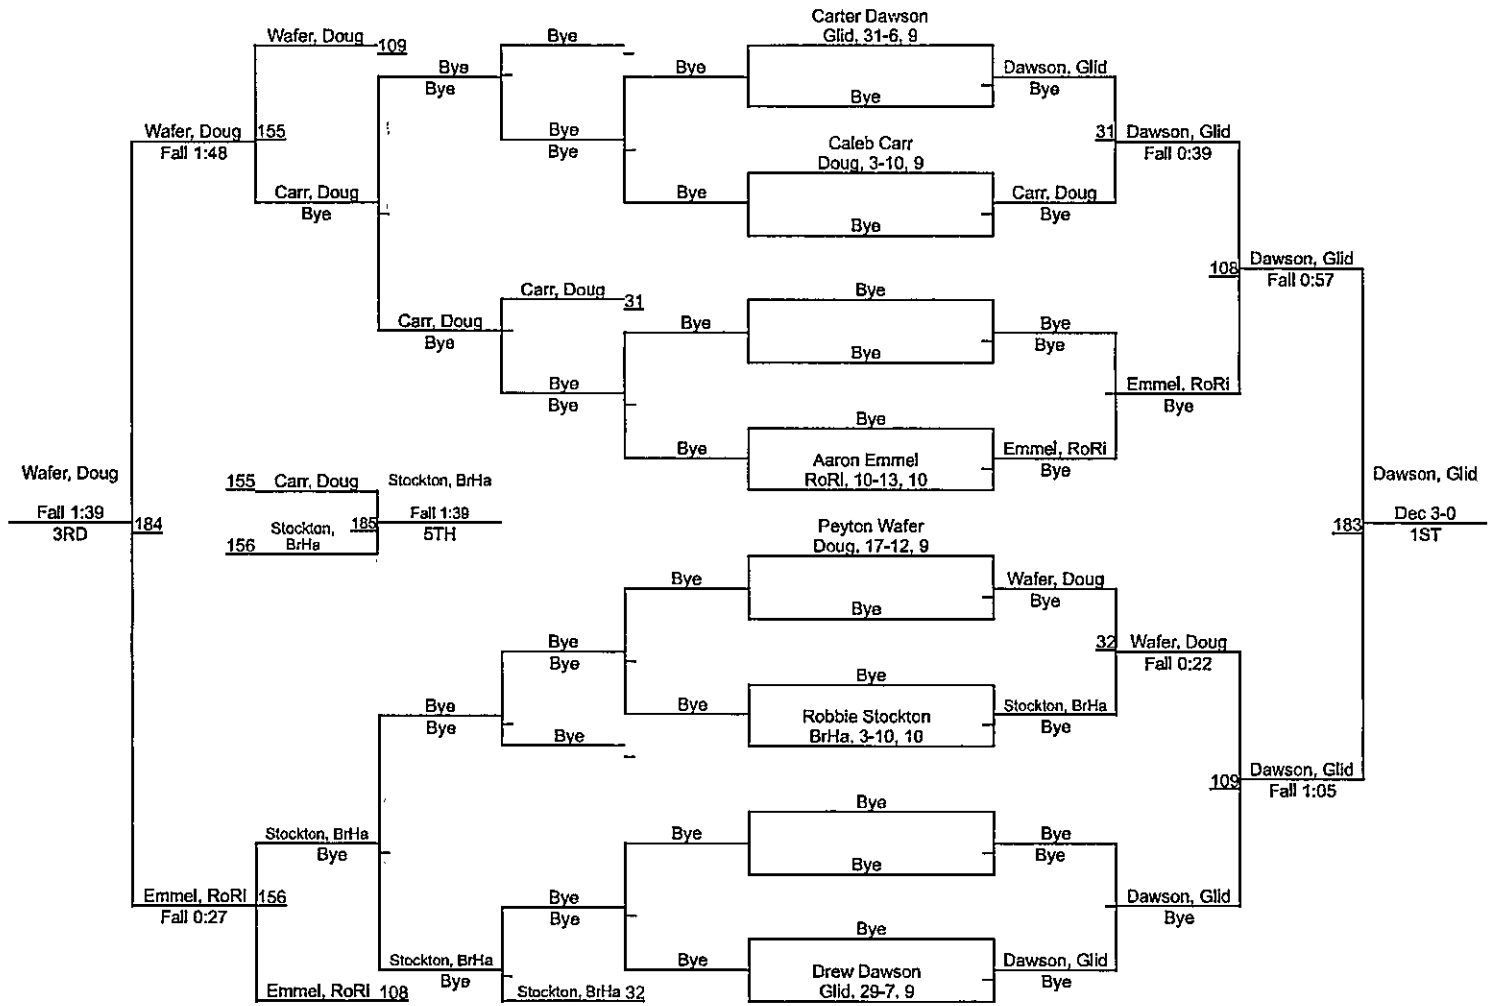 Carter Dawson
Glid, 31-6, 9
Wafer, Doug 109
Bye
Bye
Bye
Bye
Dawson, Glid
Bye
Bye
Wafer, Doug 155
Fall 1:48
Bye
Bye
Caleb Carr
Doug, 3-10, 9
31 Dawson, Glid
Fall 0:39
Carr, Doug
Bye
Bye
Carr, Doug
Bye
Bye
108 Dawson, Glid
Fall 0:57
Carr, Doug 31
Bye
Carr, Doug
Bye
Bye
Bye
Bye
Bye
Bye
Bye
Emmel, RoRi
Bye
Bye
Bye
Aaron Emmel
RoRI, 10-13, 10
Emmel, RoRi
Bye
Wafer, Doug
Fall 1:39
3RD
184
155 Carr, Doug
156 Stockton,
BrHa
185
Stockton, BrHa
Fall 1:39
5TH
Dawson, Glid
183 Dec 3-0
1ST
Peyton Wafer
Doug, 17-12, 9
Bye
Bye
Wafer, Doug
Bye
Bye
Bye
32 Wafer, Doug
Fall 0:22
Bye
Bye
Bye
Bye
Bye
Robbie Stockton
BrHa, 3-10, 10
Stockton, BrHa
Bye
109 Dawson, Glid
Fall 1:05
Bye
Stockton, BrHa
Bye
Bye
Bye
Bye
Bye
Emmel, RoRI 156
Fall 0:27
Bye
Bye
Dawson, Glid
Bye
Bye
Stockton, BrHa
Bye
Bye
Drew Dawson
Glid, 29-7, 9
Dawson, Glid
Bye
Emmel, RoRI 108
Stockton, BrHa 32